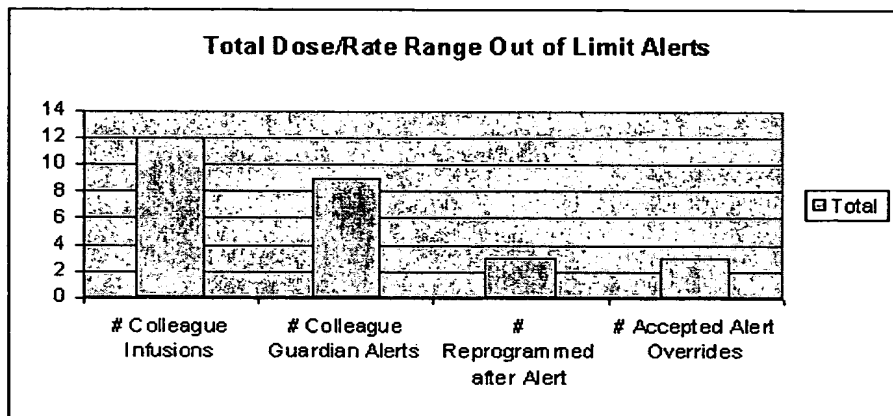 Total Dose/Rate Range Out of Limit Alerts
14
12
10
8
6
4
2
0
Total
# Colleague
Infusions
# Colleague
Guardian Alerts
#
Reprogrammed
after Alert
# Accepted Alert
Overrides